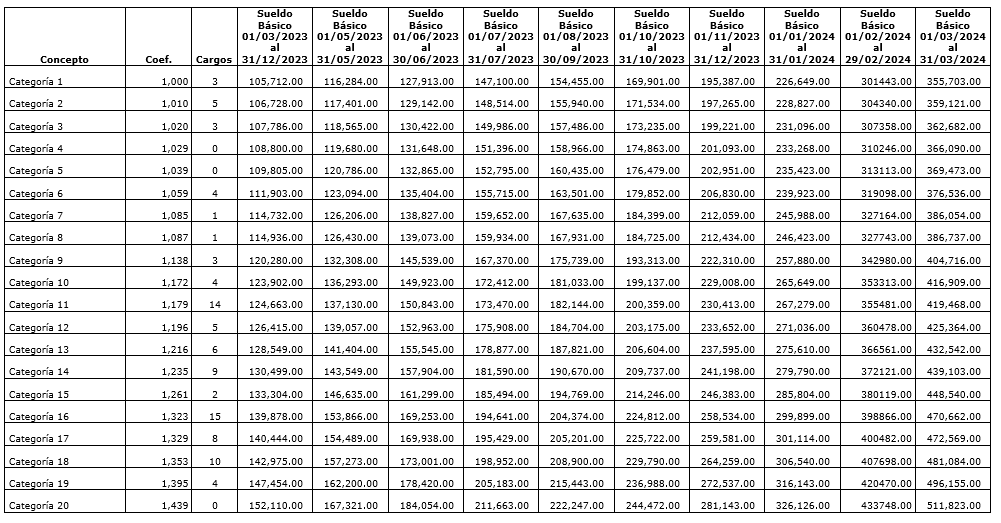 Concepto Coef. Cargos Sueldo Básico 01/03/2023 al 31/12/2023 Sueldo Básico 01/05/2023 al 31/05/2023 Sueldo Básico 01/06/2023 al 30/06/2023 Sueldo Básico 01/07/2023 al 31/07/2023 Sueldo Básico 01/08/2023 al 30/09/2023 Sueldo Básico 01/10/2023 al 31/10/2023 Sueldo Básico 01/11/2023 al 31/12/2023 Sueldo Básico 01/01/2024 al 31/01/2024 Sueldo Básico 01/02/2024 al 29/02/2024 Sueldo Básico 01/03/2024 al 31/03/2024
Categoría 1 1,000 3 105,712.00 116,284.00 127,913.00 147,100.00 154,455.00 169,901.00 195,387.00 226,649.00 301443.00 355,703.00
Categoría 2 1,010 5 106,728.00 117,401.00 129,142.00 148,514.00 155,940.00 171,534.00 197,265.00 228,827.00 304340.00 359,121.00
Categoría 3 1,020 3 107,786.00 118,565.00 130,422.00 149,986.00 157,486.00 173,235.00 199,221.00 231,096.00 307358.00 362,682.00
Categoría 4 1,029 0 108,800.00 119,680.00 131,648.00 151,396.00 158,966.00 174,863.00 201,093.00 233,268.00 310246.00 366,090.00
Categoría 5 1,039 0 109,805.00 120,786.00 132,865.00 152,795.00 160,435.00 176,479.00 202,951.00 235,423.00 313113.00 369,473.00
Categoría 6 1,059 4 111,903.00 123,094.00 135,404.00 155,715.00 163,501.00 179,852.00 206,830.00 239,923.00 319098.00 376,536.00
Categoría 7 1,085 1 114,732.00 126,206.00 138,827.00 159,652.00 167,635.00 184,399.00 212,059.00 245,988.00 327164.00 386,054.00
Categoría 8 1,087 1 114,936.00 126,430.00 139,073.00 159,934.00 167,931.00 184,725.00 212,434.00 246,423.00 327743.00 386,737.00
Categoría 9 1,138 3 120,280.00 132,308.00 145,539.00 167,370.00 175,739.00 193,313.00 222,310.00 257,880.00 342980.00 404,716.00
Categoría 10 1,172 4 123,902.00 136,293.00 149,923.00 172,412.00 181,033.00 199,137.00 229,008.00 265,649.00 353313.00 416,909.00
Categoría 11 1,179 14 124,663.00 137,130.00 150,843.00 173,470.00 182,144.00 200,359.00 230,413.00 267,279.00 355481.00 419,468.00
Categoría 12 1,196 5 126,415.00 139,057.00 152,963.00 175,908.00 184,704.00 203,175.00 233,652.00 271,036.00 360478.00 425,364.00
Categoría 13 1,216 6 128,549.00 141,404.00 155,545.00 178,877.00 187,821.00 206,604.00 237,595.00 275,610.00 366561.00 432,542.00
Categoría 14 1,235 9 130,499.00 143,549.00 157,904.00 181,590.00 190,670.00 209,737.00 241,198.00 279,790.00 372121.00 439,103.00
Categoría 15 1,261 2 133,304.00 146,635.00 161,299.00 185,494.00 194,769.00 214,246.00 246,383.00 285,804.00 380119.00 448,540.00
Categoría 16 1,323 15 139,878.00 153,866.00 169,253.00 194,641.00 204,374.00 224,812.00 258,534.00 299,899.00 398866.00 470,662.00
Categoría 17 1,329 8 140,444.00 154,489.00 169,938.00 195,429.00 205,201.00 225,722.00 259,581.00 301,114.00 400482.00 472,569.00
Categoría 18 1,353 10 142,975.00 157,273.00 173,001.00 198,952.00 208,900.00 229,790.00 264,259.00 306,540.00 407698.00 481,084.00
Categoría 19 1,395 4 147,454.00 162,200.00 178,420.00 205,183.00 215,443.00 236,988.00 272,537.00 316,143.00 420470.00 496,155.00
Categoría 20 1,439 0 152,110.00 167,321.00 184,054.00 211,663.00 222,247.00 244,472.00 281,143.00 326,126.00 433748.00 511,823.00